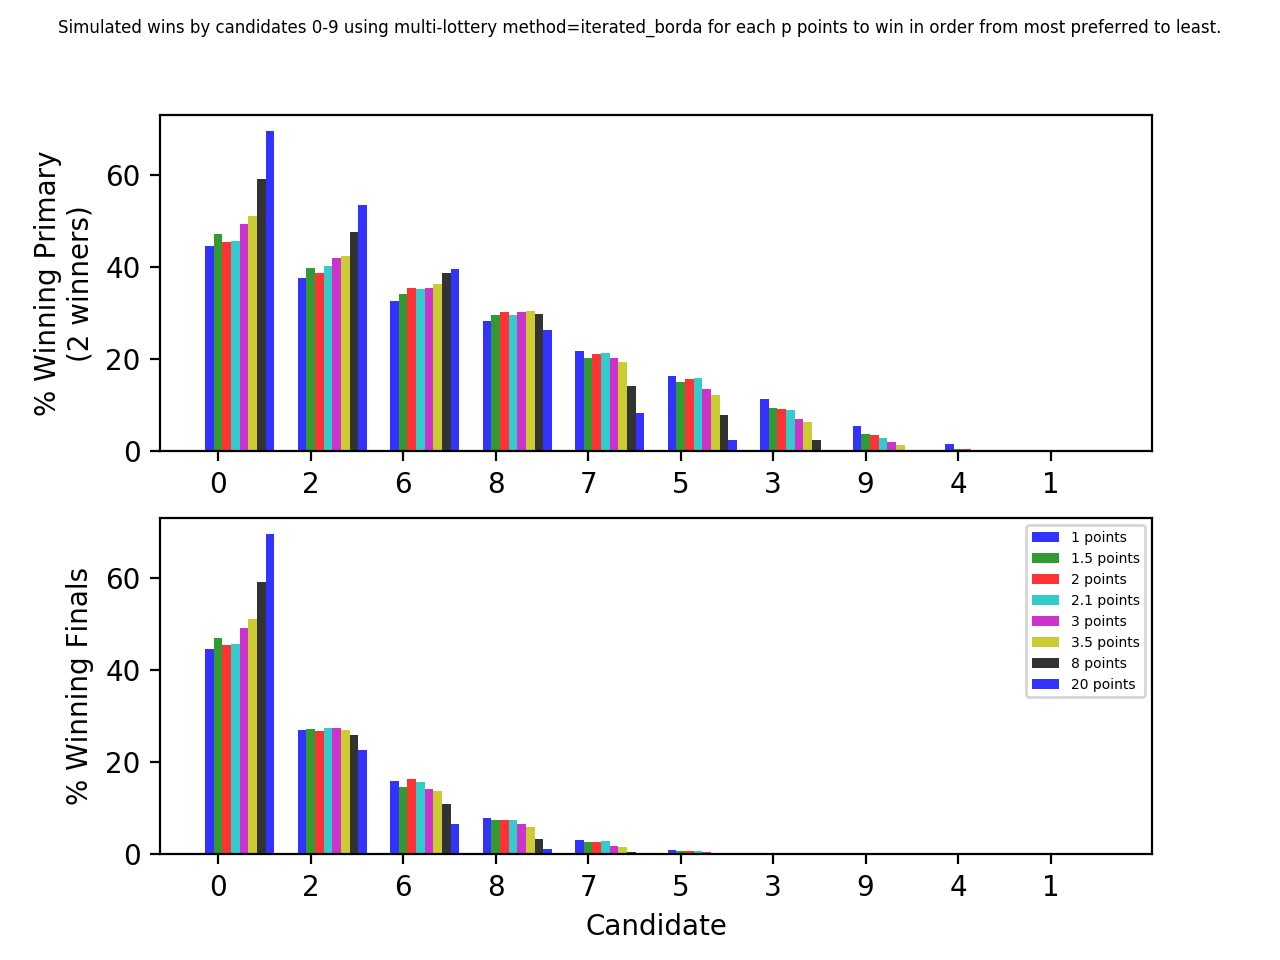 Simulated wins by candidates 0-9 using multi-lottery method=iterated_borda for each p points to win in order from most preferred to least.
% Winning Primary
(2 winners)
60
40
20
0
0 2 6 8 7 5 3 9 4 1
% Winning Finals
60
40
20
0
1 points
1.5 points
2 points
2.1 points
3 points
3.5 points
8 points
20 points
0 2 6 8 7 5 3 9 4 1
Candidate